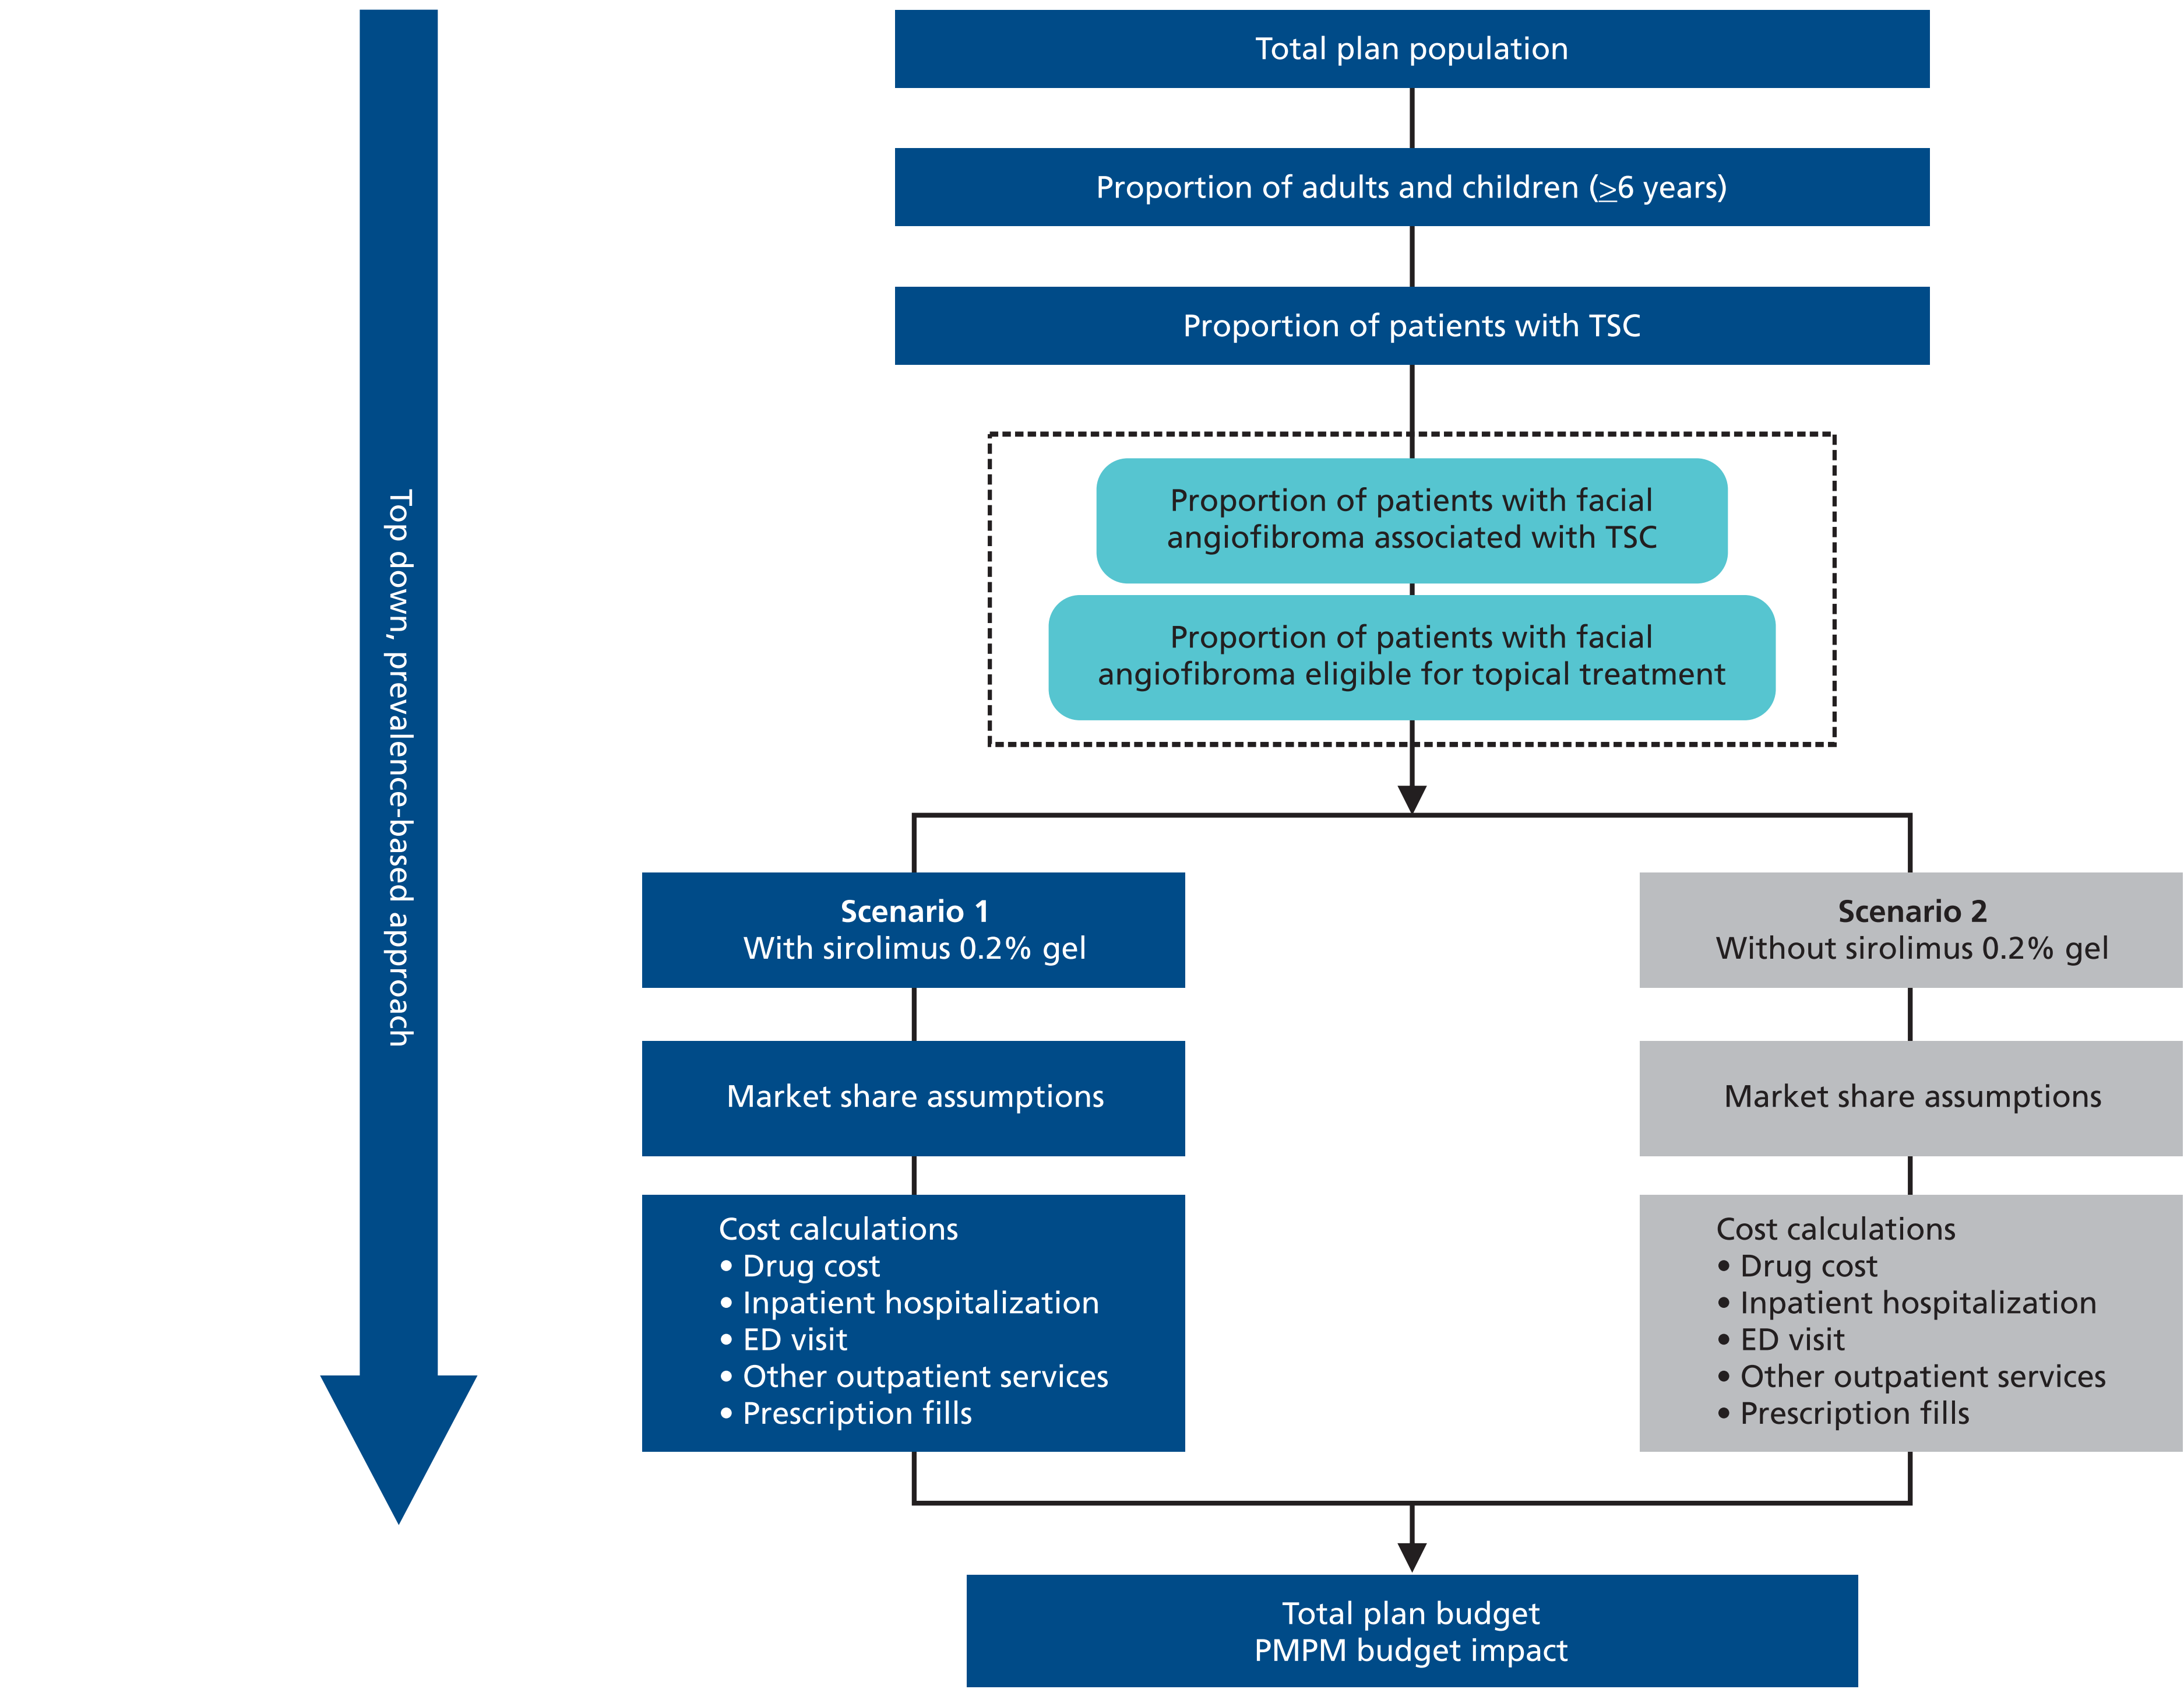 Top down, prevalence-based approach
Total plan population
Proportion of adults and children (≥6 years)
Proportion of patients with TSC
Proportion of patients with facial
angiofibroma associated with TSC
Proportion of patients with facial
angiofibroma eligible for topical treatment
Scenario 1
With sirolimus 0.2% gel
Market share assumptions
Cost calculations
• Drug cost
• Inpatient hospitalization
• ED visit
• Other outpatient services
• Prescription fills
Scenario 2
Without sirolimus 0.2% gel
Market share assumptions
Cost calculations
• Drug cost
• Inpatient hospitalization
• ED visit
• Other outpatient services
• Prescription fills
Total plan budget
PMPM budget impact